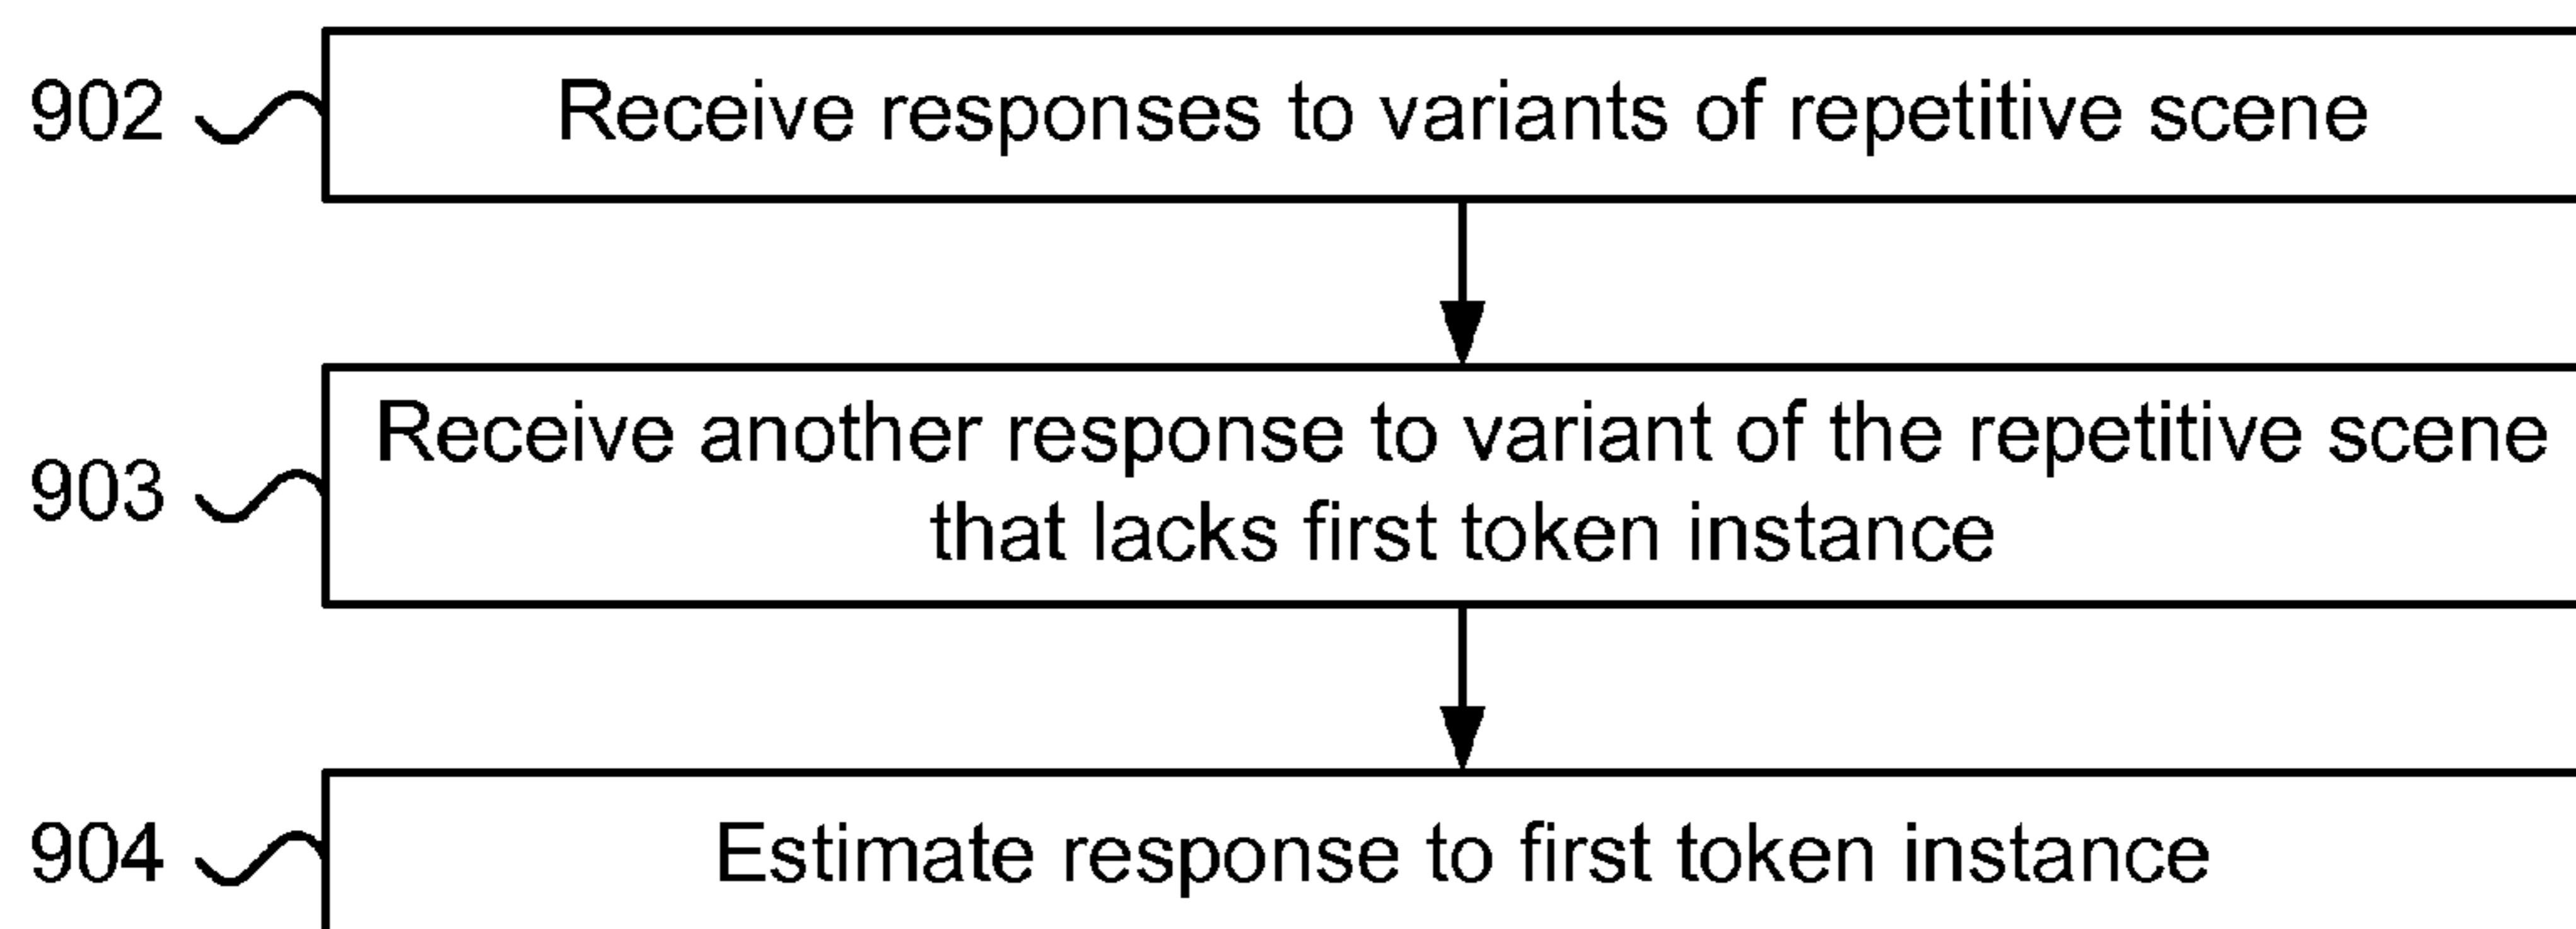 902
Receive responses to variants of repetitive scene
903
Receive another response to variant of the repetitive scene
that lacks first token instance
904
Estimate response to first token instance